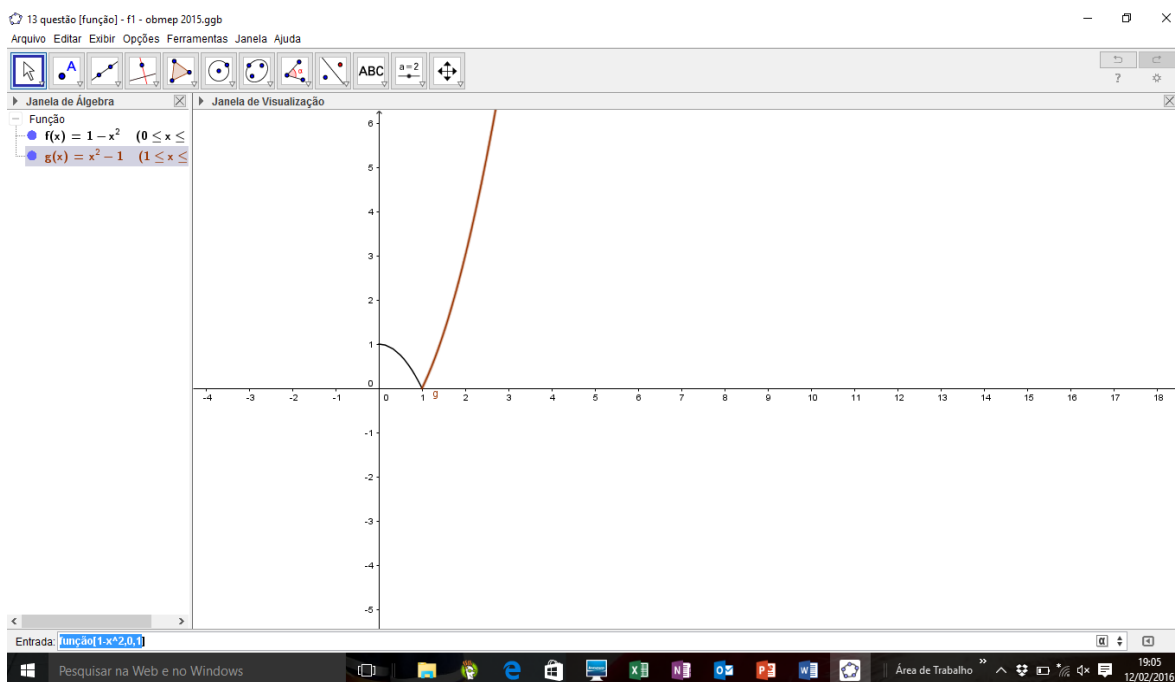 13 questão [função] - f1 - obmep 2015.ggb
Arquivo Editar Exibir Opções Ferramentas Janela Ajuda
A
α
ABC
a=2
?
Janela de Álgebra
Janela de Visualização
Função
f(x) = 1 – x² (0 ≤ x ≤
g(x) = x² – 1 (1 ≤ x ≤
6
5
4
3
2
1
0
-4 -3 -2 -1 0 1 g 2 3 4 5 6 7 8 9 10 11 12 13 14 15 16 17 18
-1
-2
-3
-4
-5
Entrada: função[1-x^2,0,1]
α
Pesquisar na Web e no Windows
Área de Trabalho
19:05